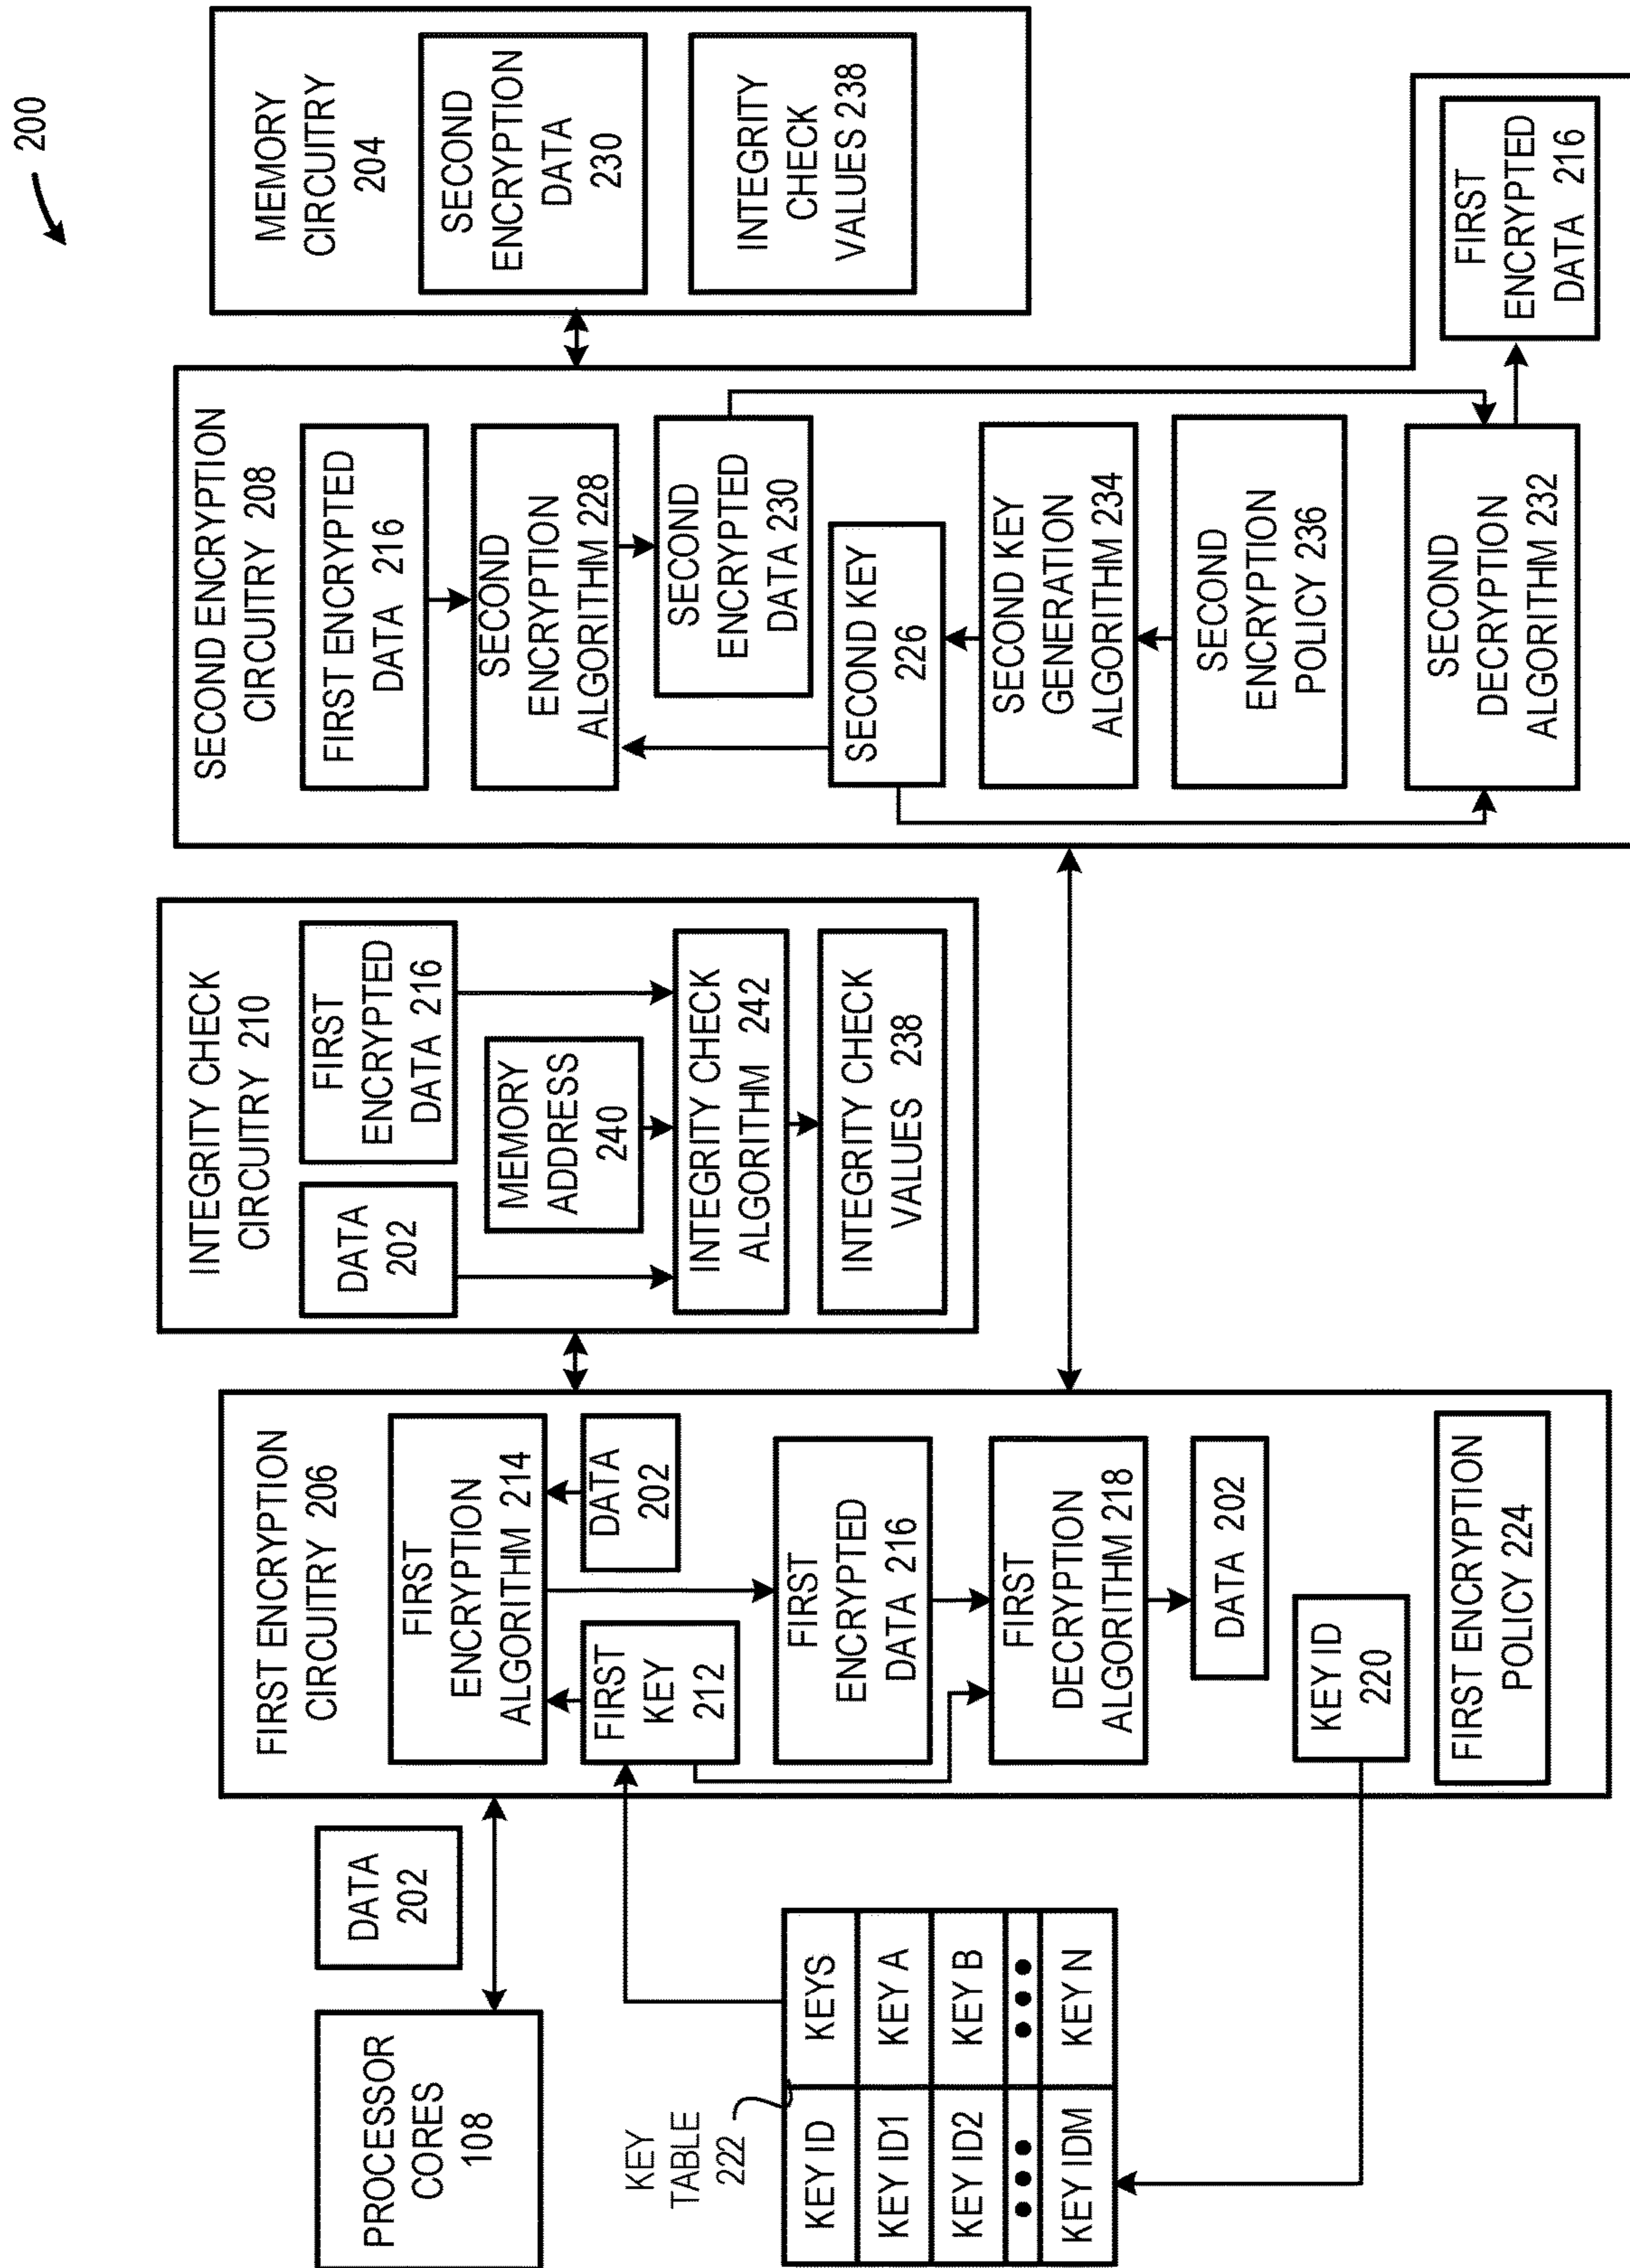 200
PROCESSOR
CORES
108
DATA
202
KEY
TABLE
222
KEY ID
KEYS
KEY ID1
KEY A
KEY ID2
KEY B
KEY IDM
KEY N
FIRST ENCRYPTION
CIRCUITRY 206
FIRST
ENCRYPTION
ALGORITHM 214
FIRST
KEY
212
DATA
202
FIRST
ENCRYPTED
DATA 216
FIRST
DECRYPTION
ALGORITHM 218
DATA 202
KEY ID
220
FIRST ENCRYPTION
POLICY 224
INTEGRITY CHECK
CIRCUITRY 210
DATA
202
FIRST
ENCRYPTED
DATA 216
MEMORY
ADDRESS
240
INTEGRITY CHECK
ALGORITHM 242
INTEGRITY CHECK
VALUES 238
SECOND ENCRYPTION
CIRCUITRY 208
FIRST ENCRYPTED
DATA 216
SECOND
ENCRYPTION
ALGORITHM 228
SECOND
ENCRYPTED
DATA 230
SECOND KEY
226
SECOND KEY
GENERATION
ALGORITHM 234
SECOND
ENCRYPTION
POLICY 236
SECOND
DECRYPTION
ALGORITHM 232
FIRST
ENCRYPTED
DATA 216
MEMORY
CIRCUITRY
204
SECOND
ENCRYPTION
DATA
230
INTEGRITY
CHECK
VALUES 238